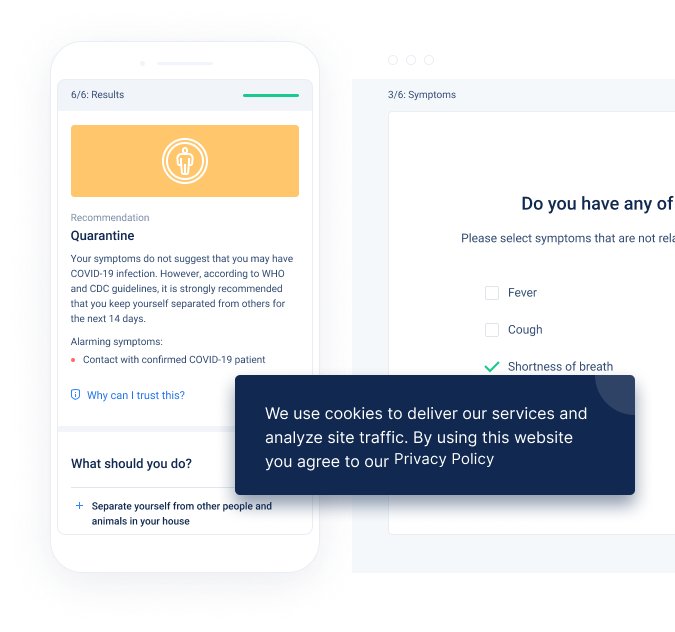 6/6: Results
Recommendation
Quarantine
Your symptoms do not suggest that you may have
COVID-19 infection. However, according to WHO
and CDC guidelines, it is strongly recommended
that you keep yourself separated from others for
the next 14 days.
Alarming symptoms:
Contact with confirmed COVID-19 patient
Why can I trust this?
What should you do?
Separate yourself from other people and
animals in your house
3/6: Symptoms
Do you have any of
Please select symptoms that are not rela
Fever
Cough
Shortness of breath
We use cookies to deliver our services and
analyze site traffic. By using this website
you agree to our Privacy Policy